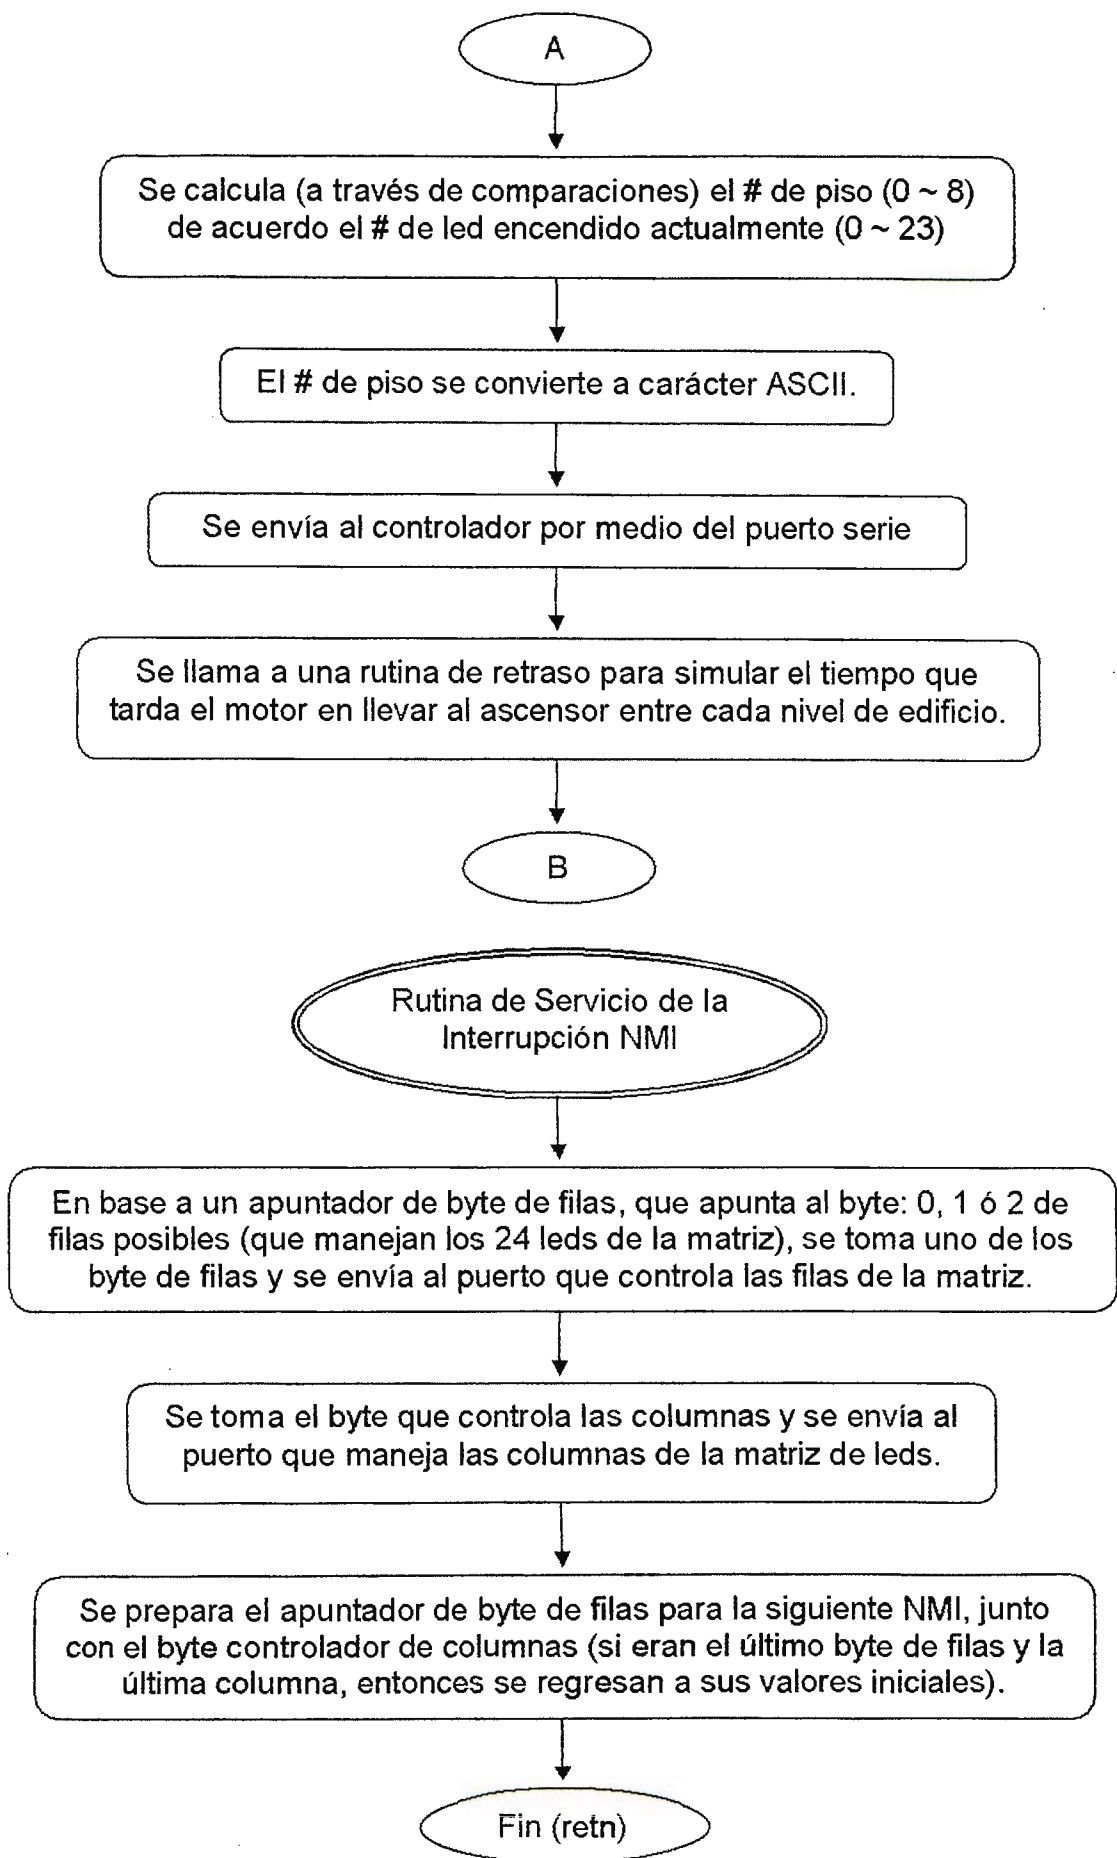 A
Se calcula (a través de comparaciones) el # de piso (0 ~ 8)
de acuerdo el # de led encendido actualmente (0 ~ 23)
El # de piso se convierte a carácter ASCII.
Se envía al controlador por medio del puerto serie
Se llama a una rutina de retraso para simular el tiempo que
tarda el motor en llevar al ascensor entre cada nivel de edificio.
B
Rutina de Servicio de la
Interrupción NMI
En base a un apuntador de byte de filas, que apunta al byte: 0, 1 ó 2 de
filas posibles (que manejan los 24 leds de la matriz), se toma uno de los
byte de filas y se envía al puerto que controla las filas de la matriz.
Se toma el byte que controla las columnas y se envía al
puerto que maneja las columnas de la matriz de leds.
Se prepara el apuntador de byte de filas para la siguiente NMI, junto
con el byte controlador de columnas (si eran el último byte de filas y la
última columna, entonces se regresan a sus valores iniciales).
Fin (retn)